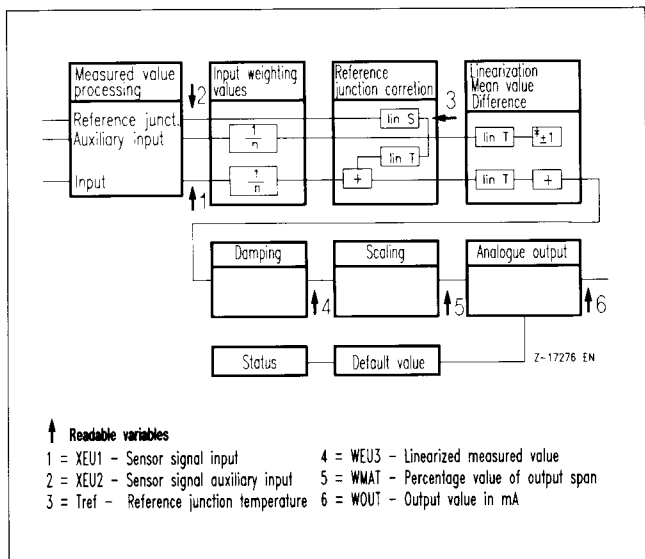 Measured value
processing
2
Input weighting
values
Reference
junction corretion
3
Linearization
Mean value
Difference
Reference junct.
Auxiliary input
Input
1
1
n
1
n
lin S
lin T
+
lin T
* ±1
lin T
+
Damping
4
Scaling
5
Analogue output
6
Status
Default value
Z-17276 EN
Readable variables
1 = XEU1 - Sensor signal input
2 = XEU2 - Sensor signal auxiliary input
3 = Tref - Reference junction temperature
4 = WEU3 - Linearized measured value
5 = WMAT - Percentage value of output span
6 = WOUT - Output value in mA